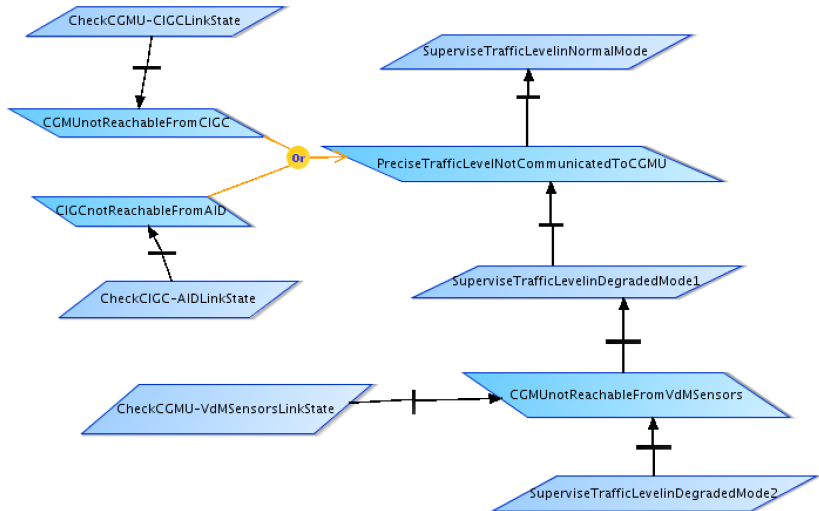 CheckCGMU-CIGCLinkState
SuperviseTrafficLevelinNormalMode
CGMUnotReachableFromCIGC
Or
PreciseTrafficLevelNotCommunicatedToCGMU
CIGCnotReachableFromAID
SuperviseTrafficLevelinDegradedMode1
CheckCIGC-AIDLinkState
CGMUnotReachableFromVdMSensors
CheckCGMU-VdMSensorsLinkState
SuperviseTrafficLevelinDegradedMode2